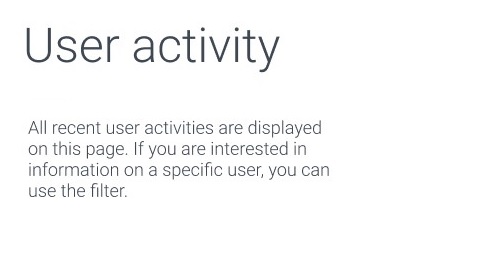 User activity
All recent user activities are displayed
on this page. If you are interested in
information on a specific user, you can
use the filter.